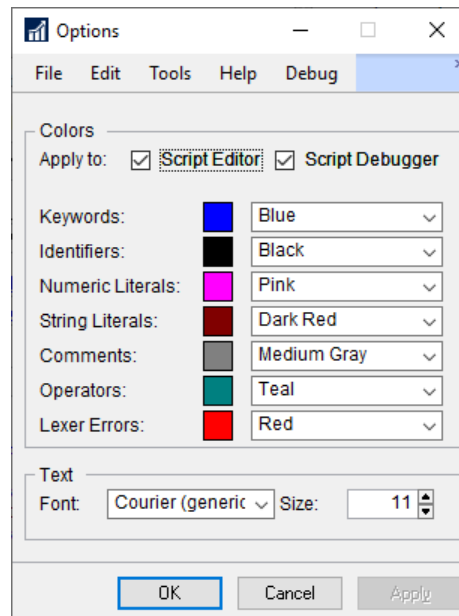 Options
File Edit Tools Help Debug
Colors
Apply to: Script Editor Script Debugger
Keywords: Blue
Identifiers: Black
Numeric Literals: Pink
String Literals: Dark Red
Comments: Medium Gray
Operators: Teal
Lexer Errors: Red
Text
Font: Courier (generic Size: 11
OK Cancel Apply